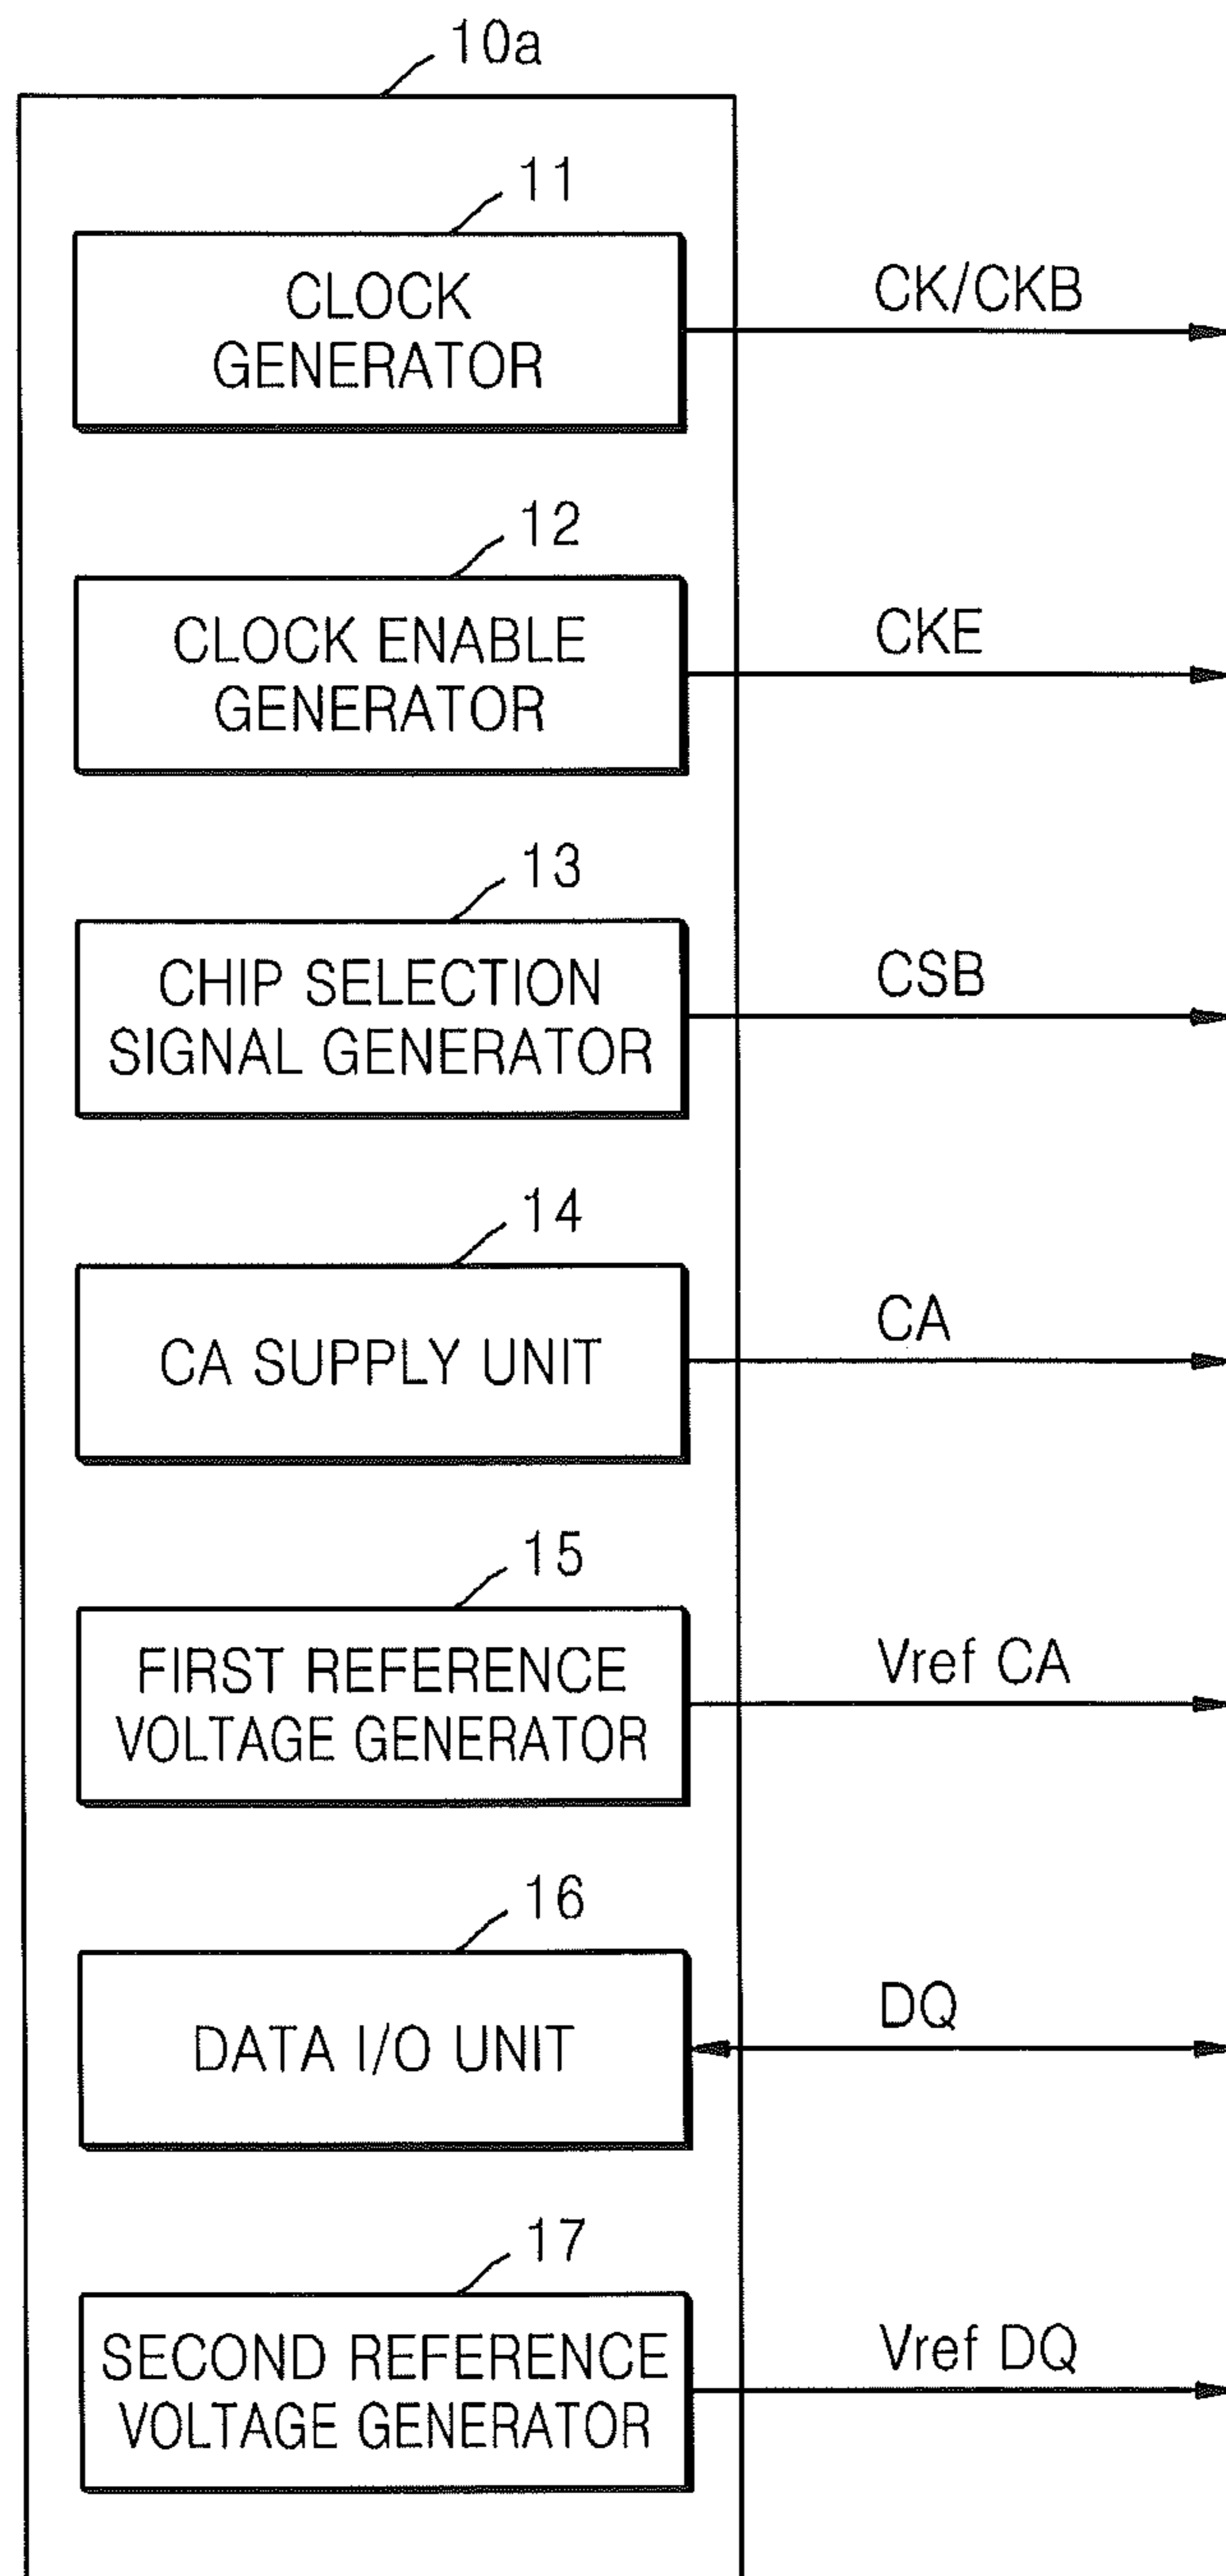 10a
11
CLOCK
GENERATOR
CK/CKB
12
CLOCK ENABLE
GENERATOR
CKE
13
CHIP SELECTION
SIGNAL GENERATOR
CSB
14
CA SUPPLY UNIT
CA
15
FIRST REFERENCE
VOLTAGE GENERATOR
Vref CA
16
DATA I/O UNIT
DQ
17
SECOND REFERENCE
VOLTAGE GENERATOR
Vref DQ